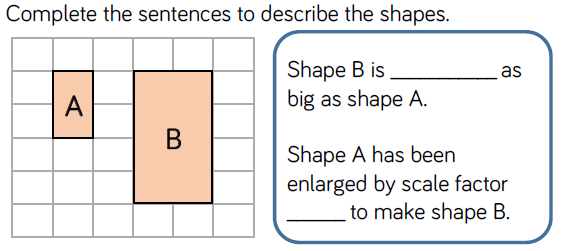 Complete the sentences to describe the shapes.
A
B
Shape B is ___________ as
big as shape A.
Shape A has been
enlarged by scale factor
______ to make shape B.